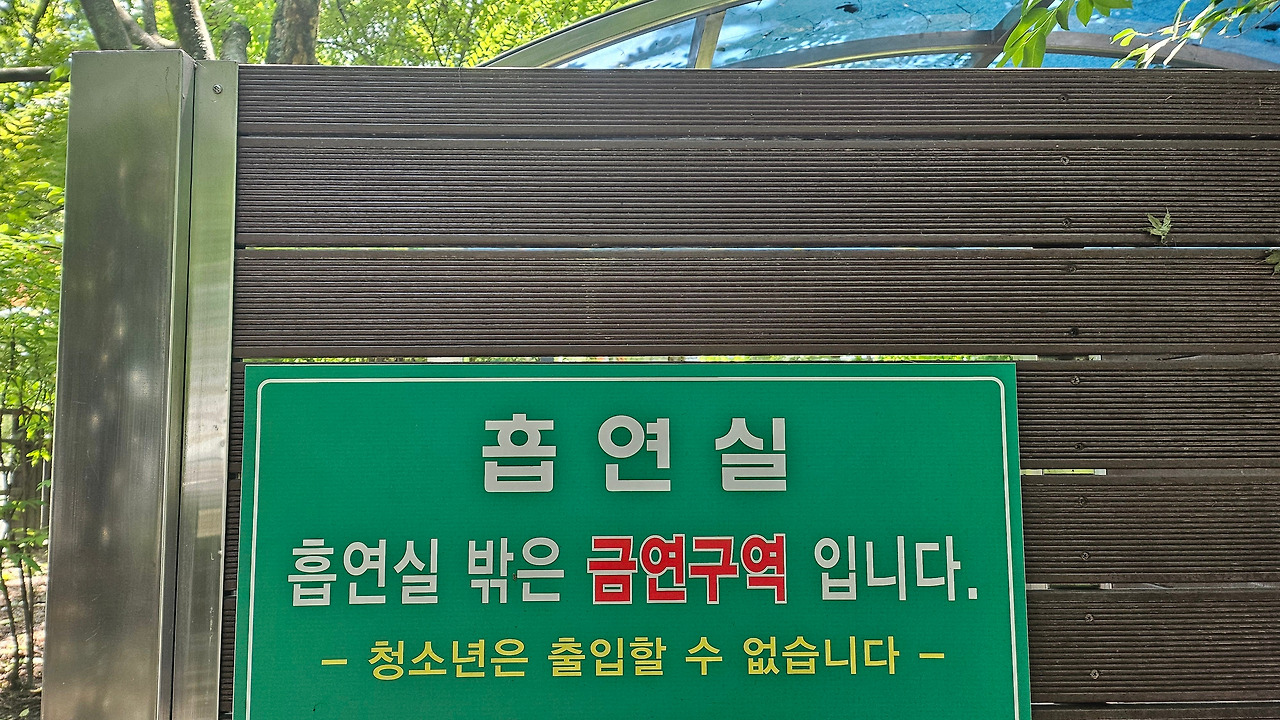 흡연실
흡연실 밖은 금연구역 입니다.
– 청소년은 출입할 수 없습니다 –